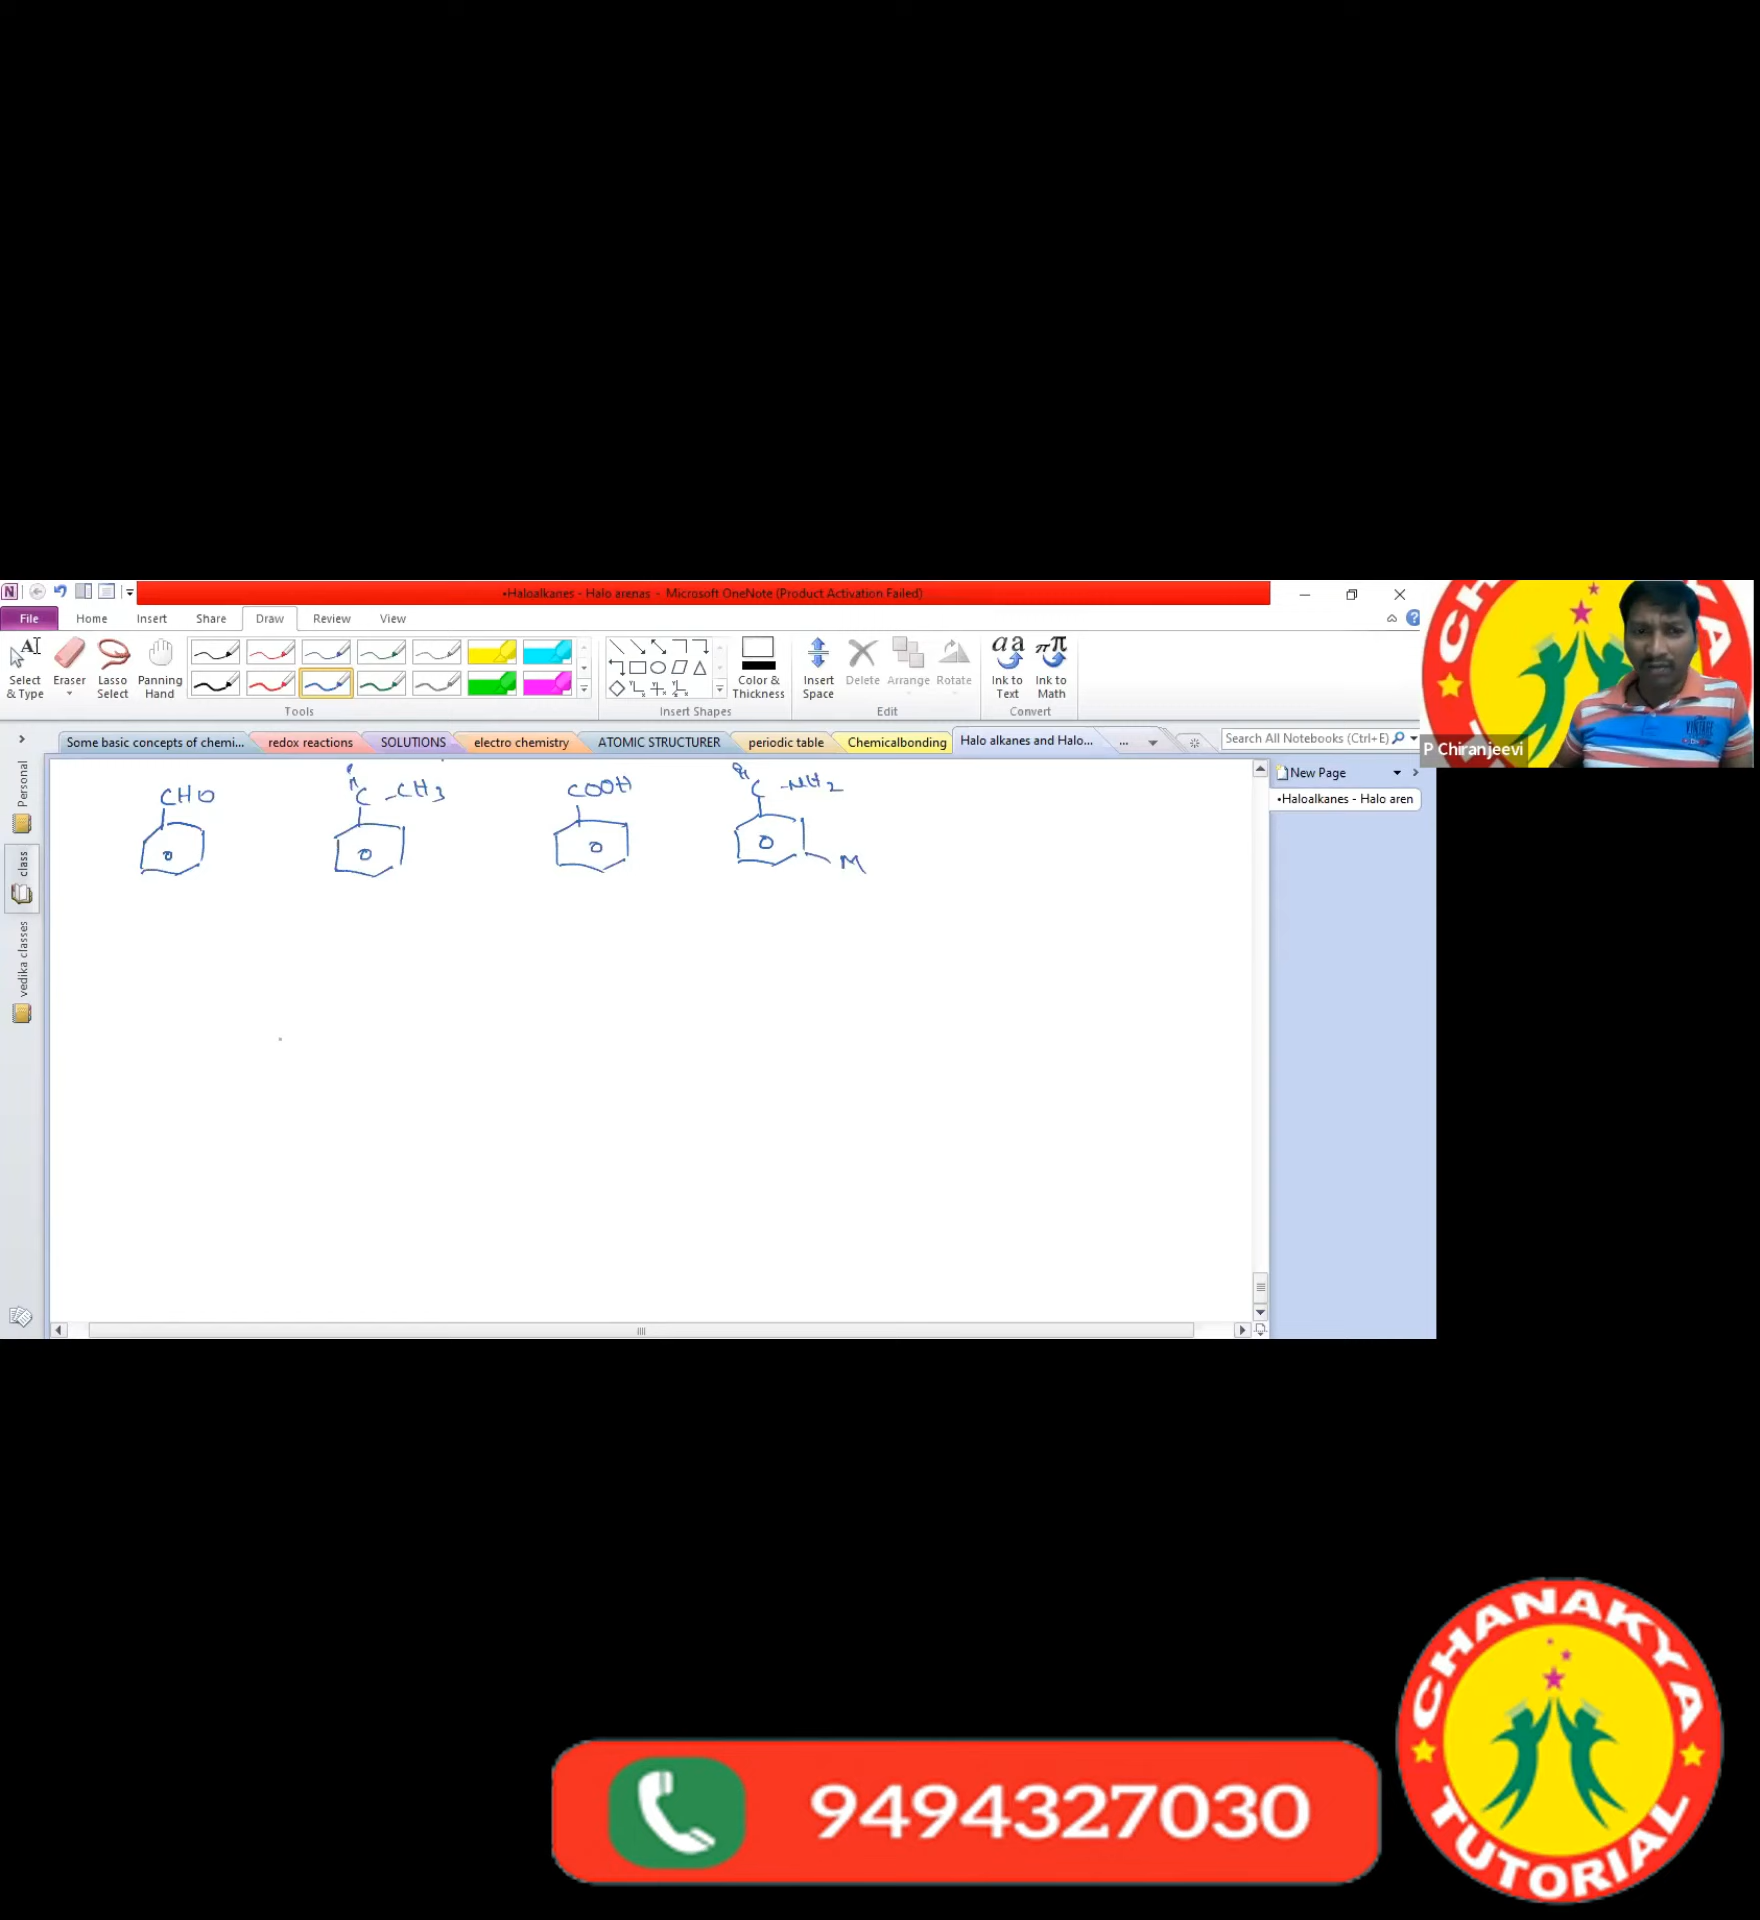 •Haloalkanes - Halo arenas - Microsoft OneNote (Product Activation Failed)
File Home Insert Share Draw Review View
Select & Type
Eraser
Lasso Select
Panning Hand
Color & Thickness
Insert Space
Delete
Arrange
Rotate
Ink to Text
Ink to Math
Tools
Insert Shapes
Edit
Convert
Some basic concepts of chemi...
redox reactions
SOLUTIONS
electro chemistry
ATOMIC STRUCTURER
periodic table
Chemicalbonding
Halo alkanes and Halo...
...
Search All Notebooks (Ctrl+E)
P Chiranjeevi
Personal
class
vedika classes
New Page
•Haloalkanes - Halo aren
CHO
C - CH3
COOH
C - NH2
M
9494327030
CHANAKYA
TUTORIAL